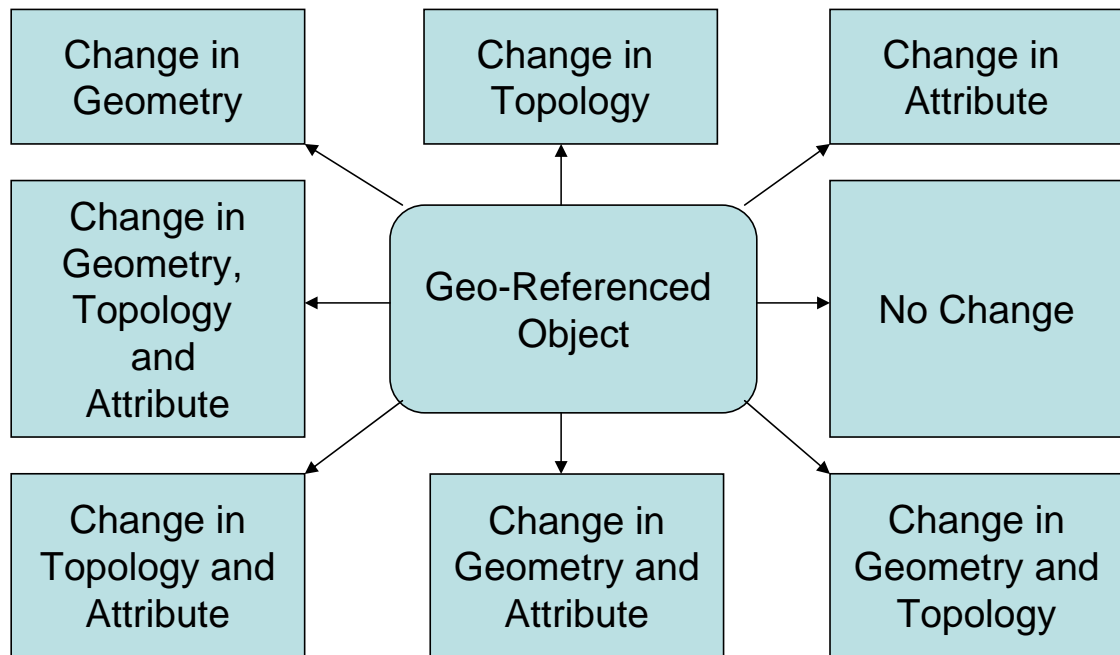 Change in
Geometry
Change in
Topology
Change in
Attribute
Change in
Geometry,
Topology
and
Attribute
Geo-Referenced
Object
No Change
Change in
Topology and
Attribute
Change in
Geometry and
Attribute
Change in
Geometry and
Topology